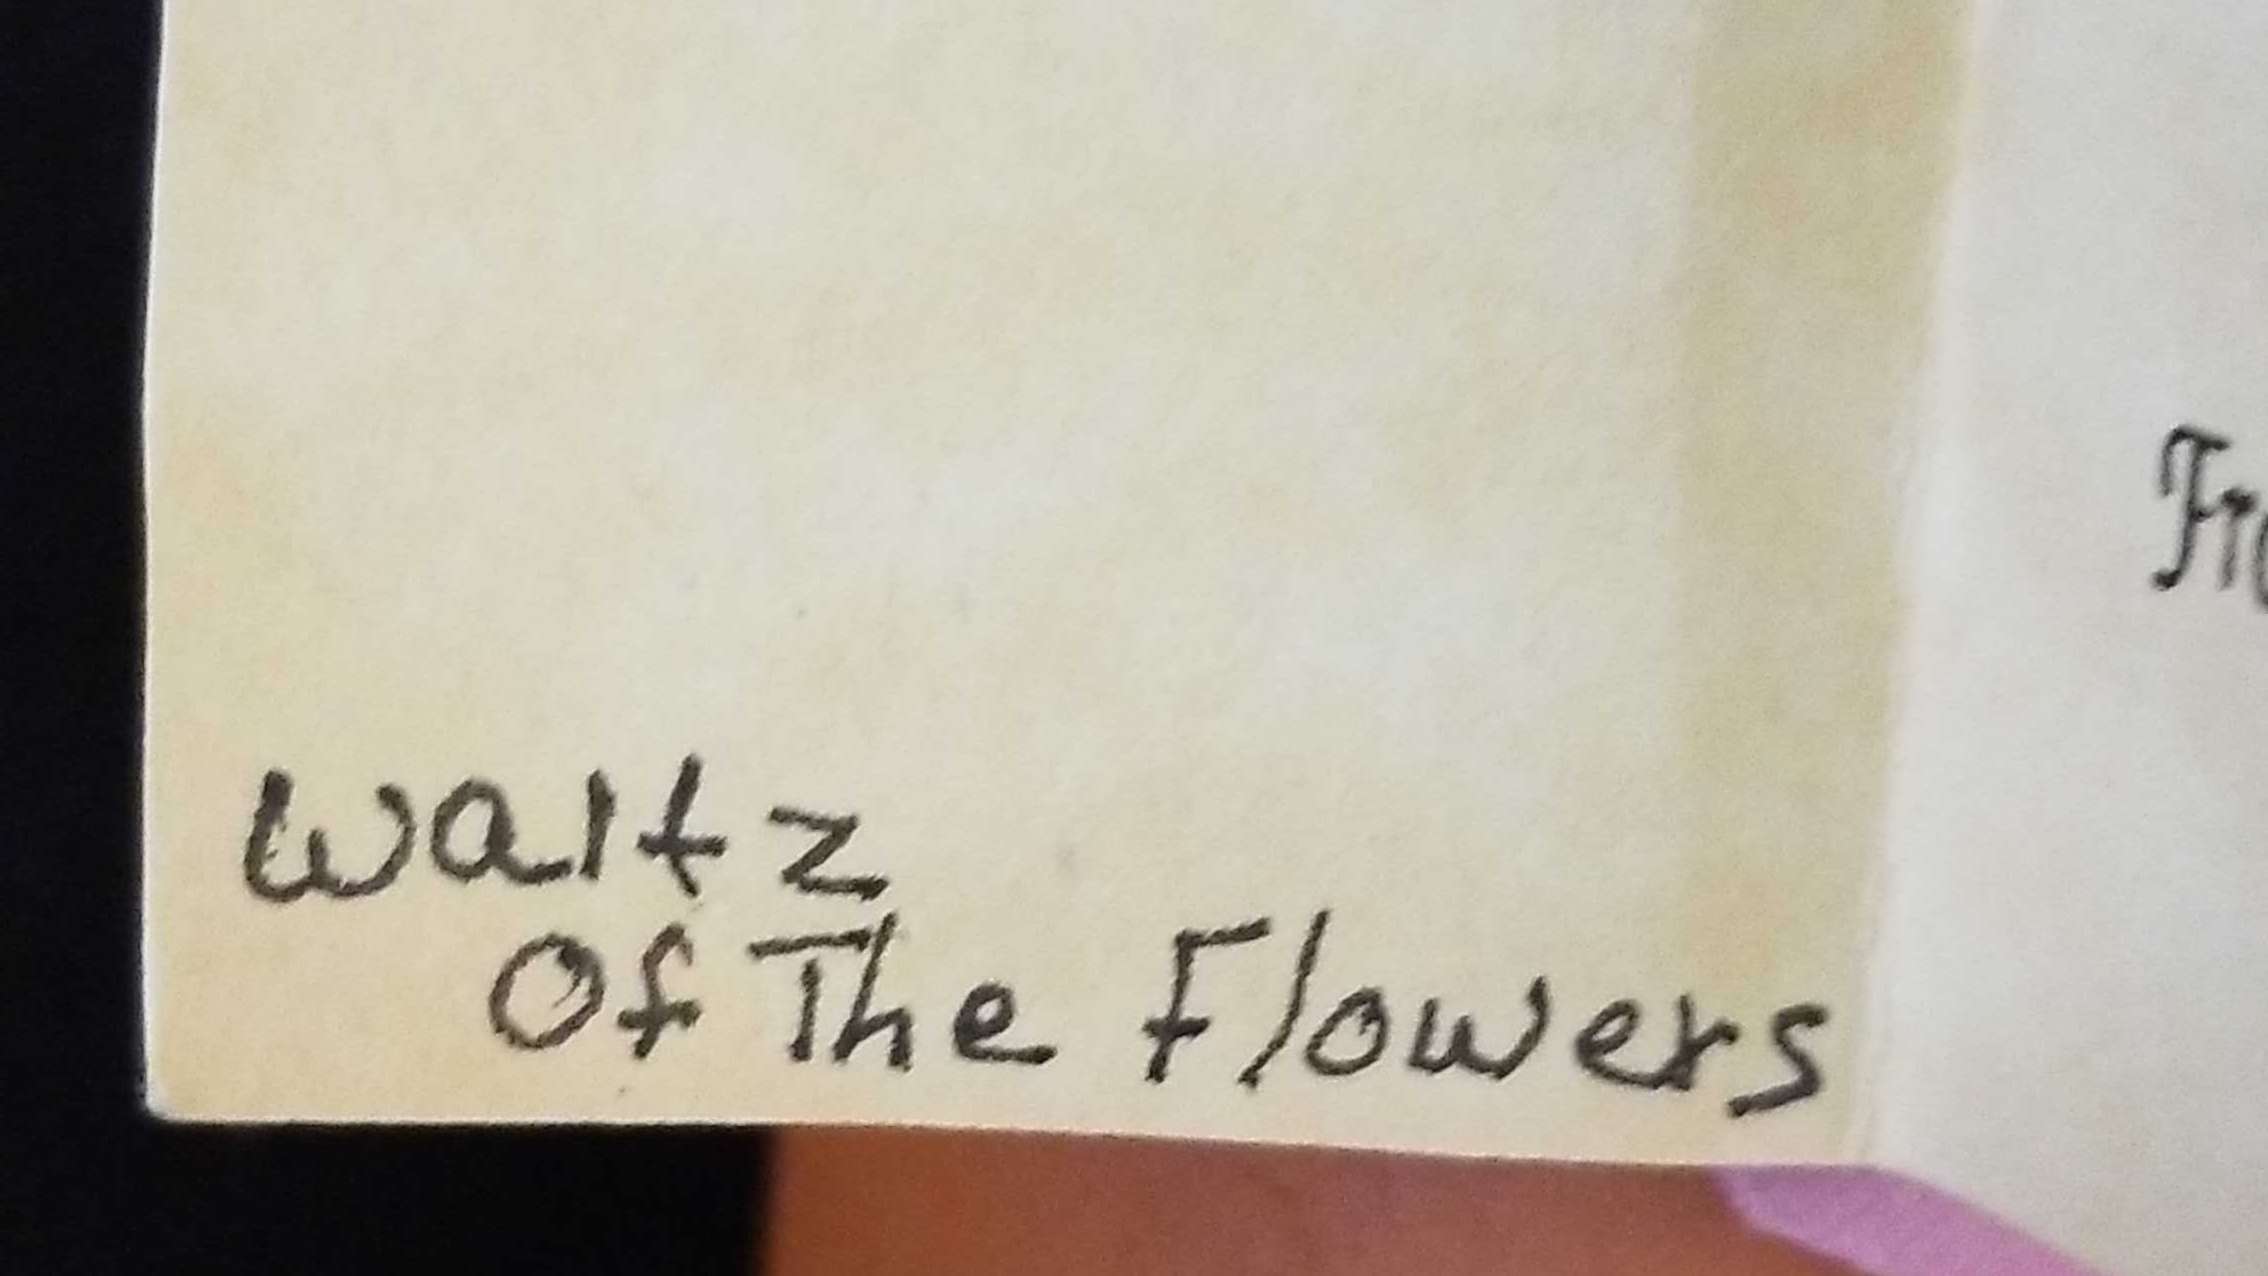 Waltz
Of The Flowers